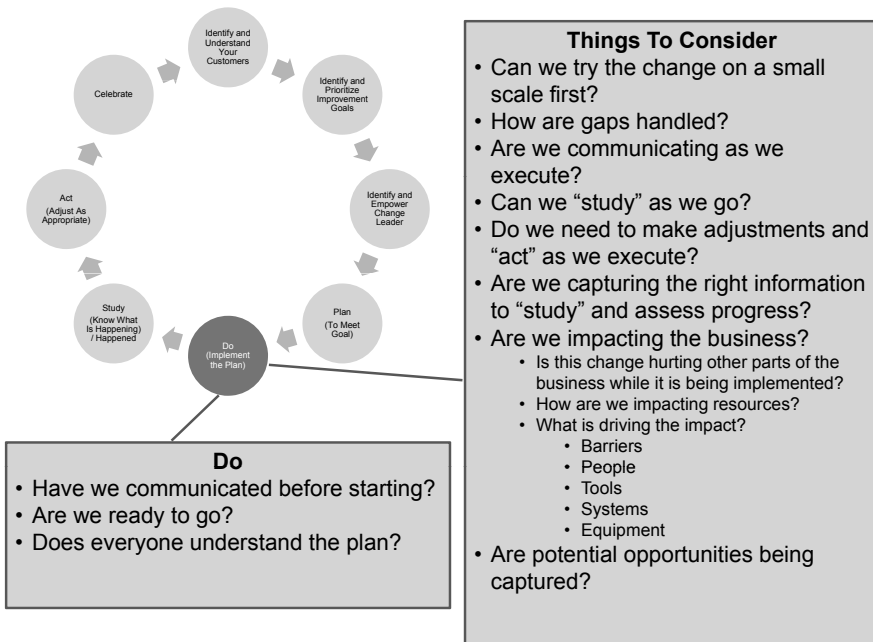 Identify and
Understand
Your
Customers
Identify and
Prioritize
Improvement
Goals
Identify and
Empower
Change
Leader
Plan
(To Meet
Goal)
Do
(Implement
the Plan)
Study
(Know What
Is Happening)
/ Happened
Act
(Adjust As
Appropriate)
Celebrate
Do
• Have we communicated before starting?
• Are we ready to go?
• Does everyone understand the plan?
Things To Consider
• Can we try the change on a small
scale first?
• How are gaps handled?
• Are we communicating as we
execute?
• Can we “study” as we go?
• Do we need to make adjustments and
“act” as we execute?
• Are we capturing the right information
to “study” and assess progress?
• Are we impacting the business?
• Is this change hurting other parts of the
business while it is being implemented?
• How are we impacting resources?
• What is driving the impact?
• Barriers
• People
• Tools
• Systems
• Equipment
• Are potential opportunities being
captured?